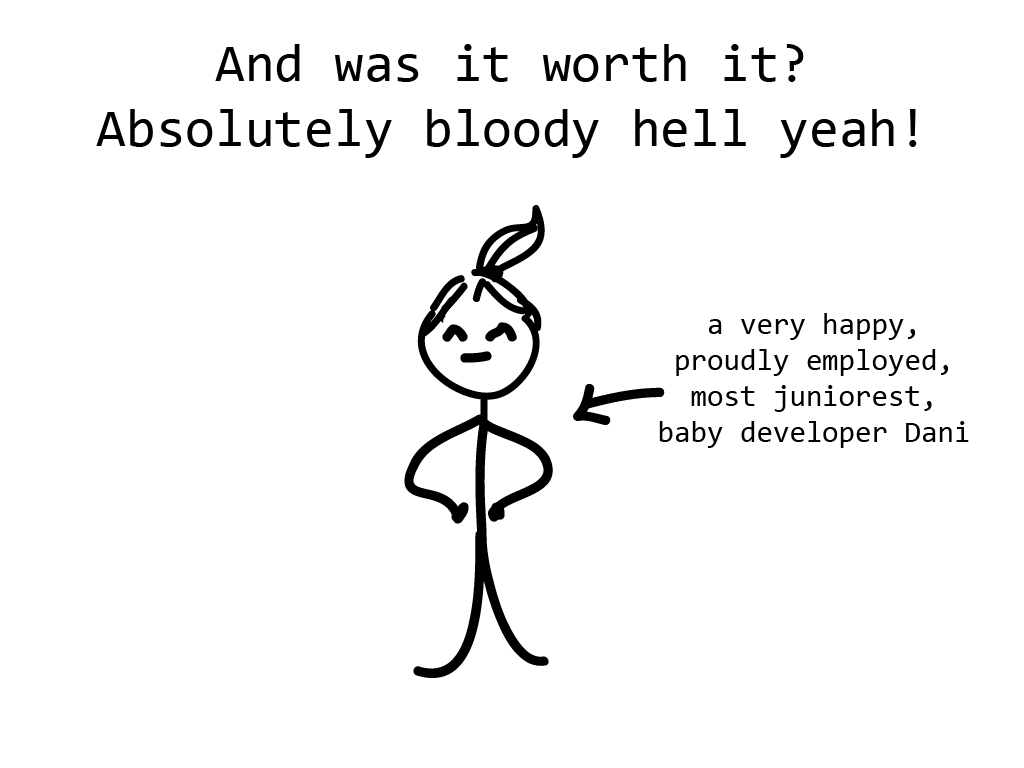 And was it worth it?
Absolutely bloody hell yeah!
a very happy,
proudly employed,
most juniorest,
baby developer Dani